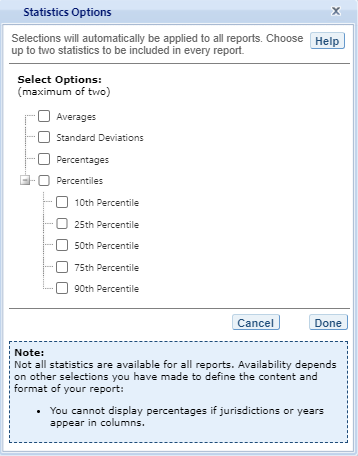 Statistics Options X
Selections will automatically be applied to all reports. Choose
up to two statistics to be included in every report.
Help
Select Options:
(maximum of two)
Averages
Standard Deviations
Percentages
Percentiles
10th Percentile
25th Percentile
50th Percentile
75th Percentile
90th Percentile
Cancel Done
Note:
Not all statistics are available for all reports. Availability depends
on other selections you have made to define the content and
format of your report:
• You cannot display percentages if jurisdictions or years
appear in columns.